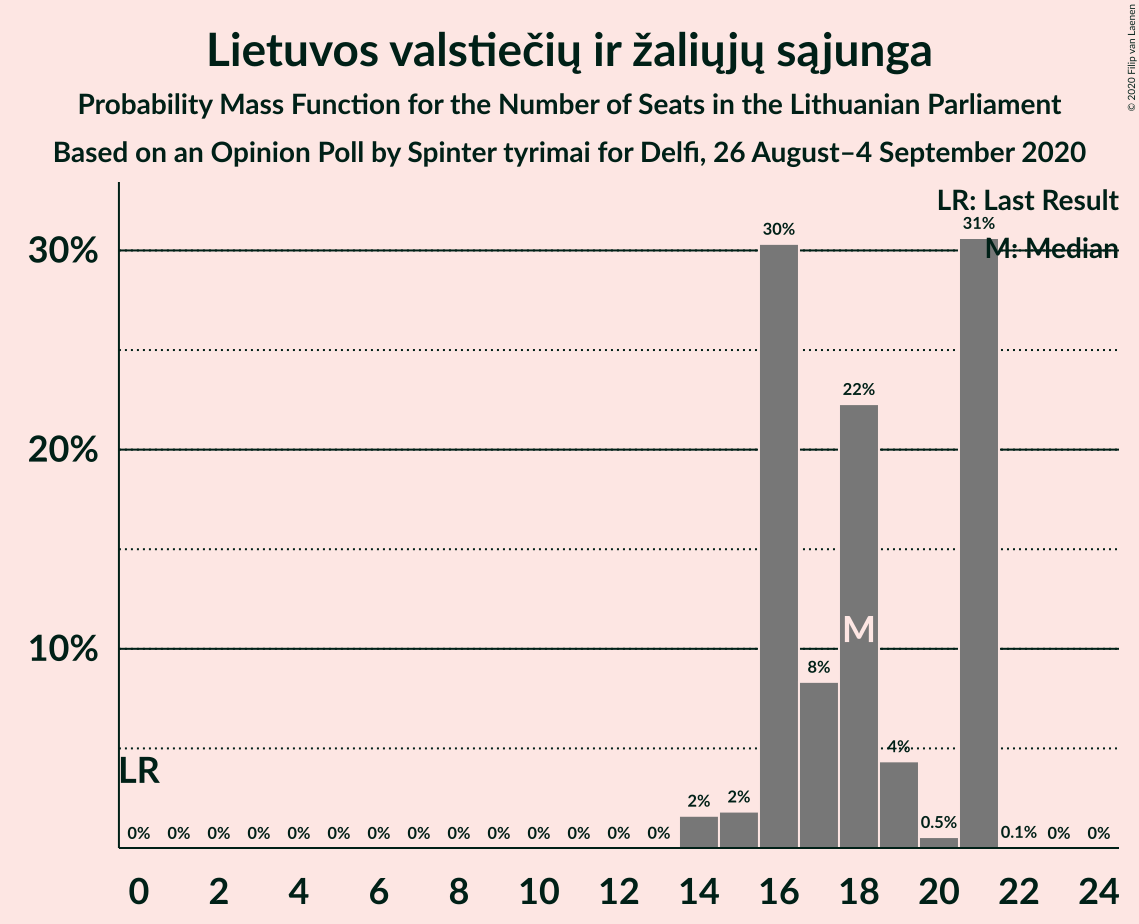 Lietuvos valstiečių ir žaliųjų sąjunga
Probability Mass Function for the Number of Seats in the Lithuanian Parliament
Based on an Opinion Poll by Spinter tyrimai for Delfi, 26 August–4 September 2020
© 2020 Filip van Laenen
LR: Last Result
M: Median
30%
20%
10%
LR
M
0% 0% 0% 0% 0% 0% 0% 0% 0% 0% 0% 0% 0% 0% 2% 2% 30% 8% 22% 4% 0.5% 31% 0.1% 0% 0%
0 2 4 6 8 10 12 14 16 18 20 22 24